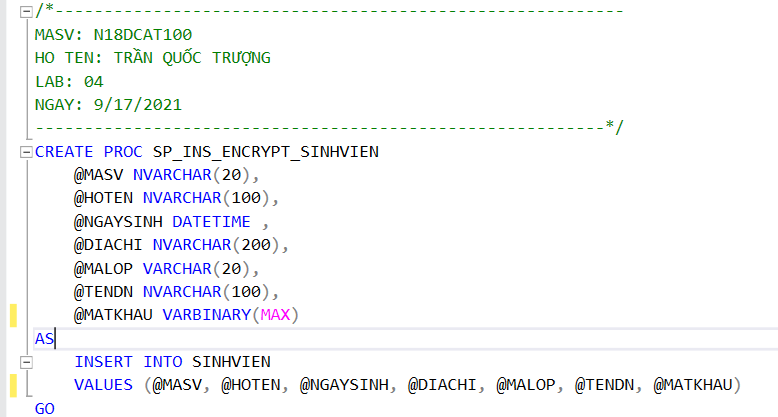 /*----------------------------------------------------------
MASV: N18DCAT100
HO TEN: TRẦN QUỐC TRƯỢNG
LAB: 04
NGAY: 9/17/2021
----------------------------------------------------------*/
CREATE PROC SP_INS_ENCRYPT_SINHVIEN
    @MASV NVARCHAR(20),
    @HOTEN NVARCHAR(100),
    @NGAYSINH DATETIME ,
    @DIACHI NVARCHAR(200),
    @MALOP VARCHAR(20),
    @TENDN NVARCHAR(100),
    @MATKHAU VARBINARY(MAX)
AS
    INSERT INTO SINHVIEN
    VALUES (@MASV, @HOTEN, @NGAYSINH, @DIACHI, @MALOP, @TENDN, @MATKHAU)
GO